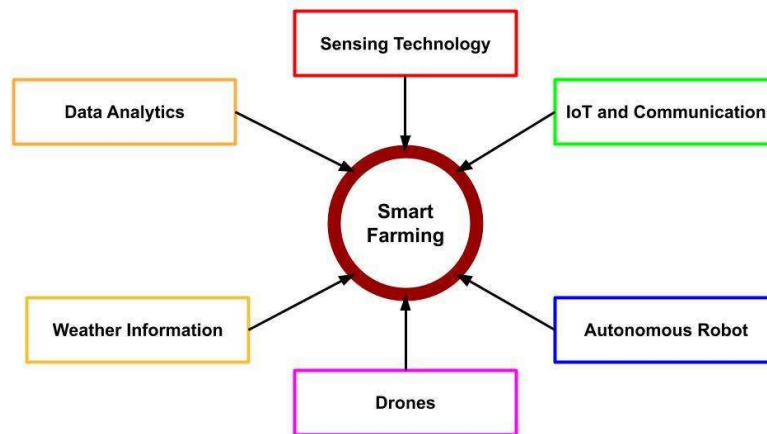 Sensing Technology
Data Analytics
IoT and Communication
Smart
Farming
Weather Information
Autonomous Robot
Drones